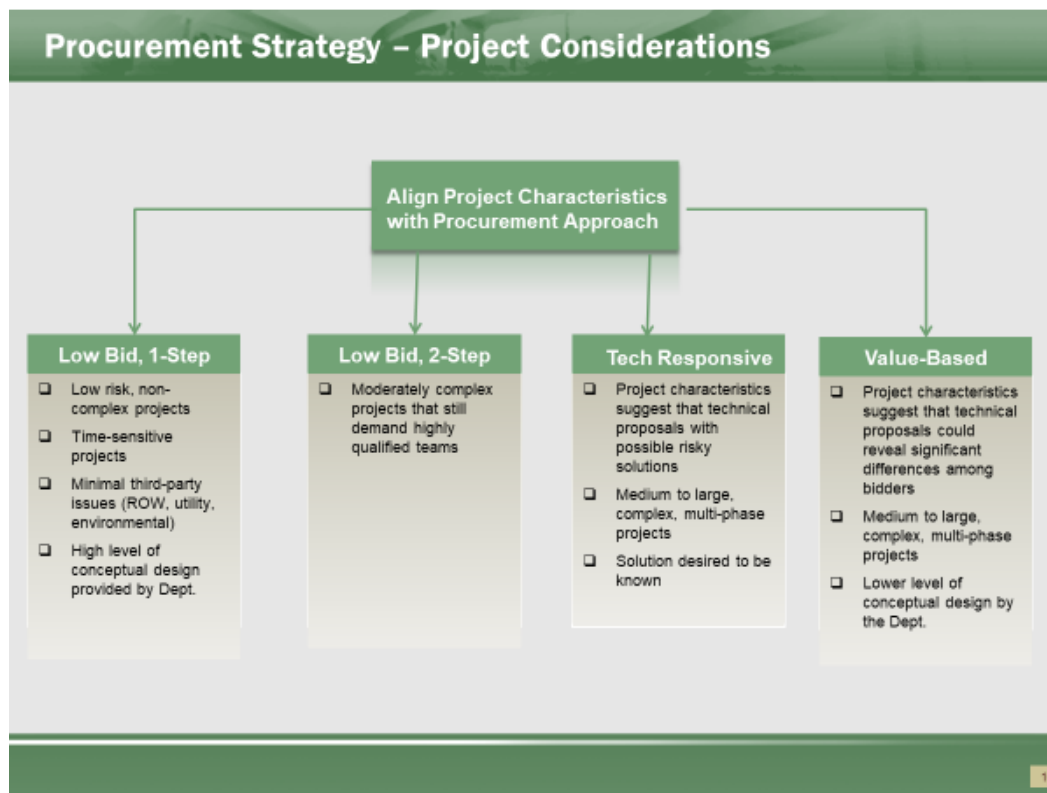 Procurement Strategy – Project Considerations
Align Project Characteristics
with Procurement Approach
Low Bid, 1-Step
Low risk, non-
complex projects
Time-sensitive
projects
Minimal third-party
issues (ROW, utility,
environmental)
High level of
conceptual design
provided by Dept.
Low Bid, 2-Step
Moderately complex
projects that still
demand highly
qualified teams
Tech Responsive
Project characteristics
suggest that technical
proposals with
possible risky
solutions
Medium to large,
complex, multi-phase
projects
Solution desired to be
known
Value-Based
Project characteristics
suggest that technical
proposals could
reveal significant
differences among
bidders
Medium to large,
complex, multi-phase
projects
Lower level of
conceptual design by
the Dept.